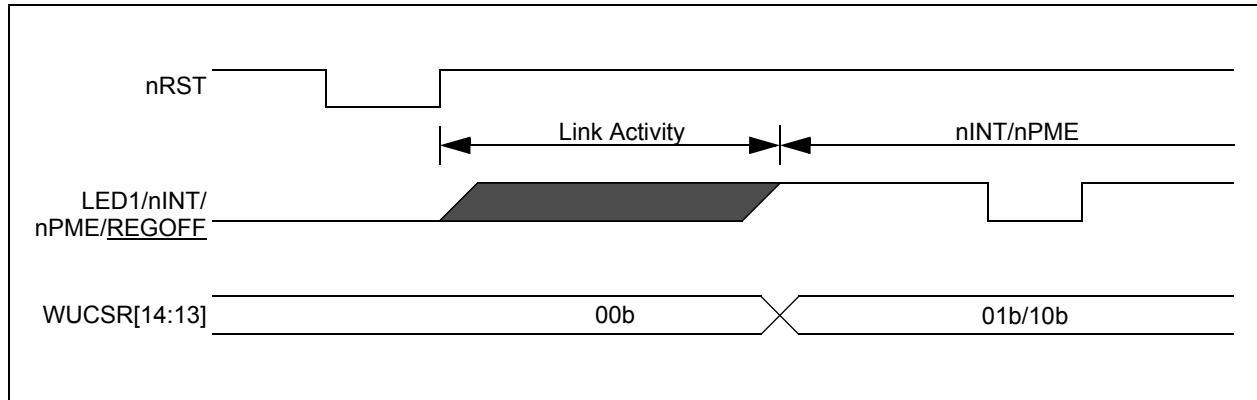 nRST
Link Activity
nINT/nPME
LED1/nINT/
nPME/REGOFF
WUCSR[14:13]
00b
01b/10b